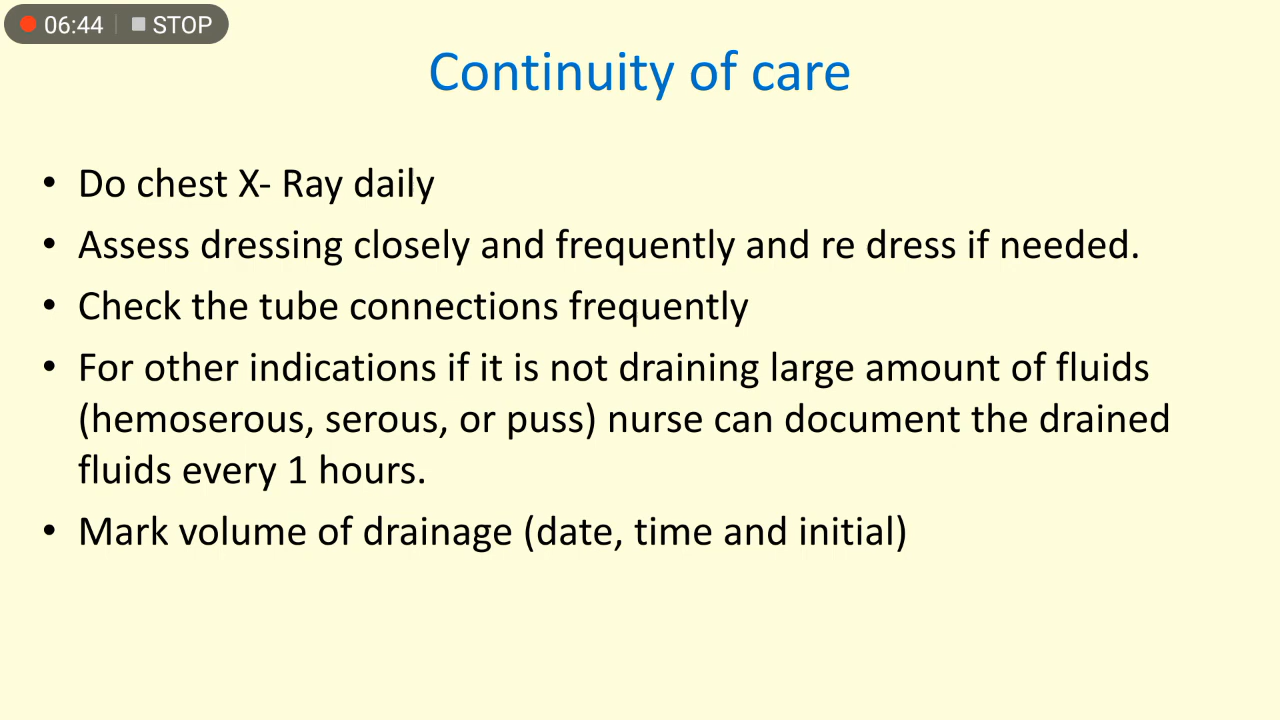 06:44 STOP
Continuity of care
• Do chest X- Ray daily
• Assess dressing closely and frequently and re dress if needed.
• Check the tube connections frequently
• For other indications if it is not draining large amount of fluids
(hemoserous, serous, or puss) nurse can document the drained
fluids every 1 hours.
• Mark volume of drainage (date, time and initial)